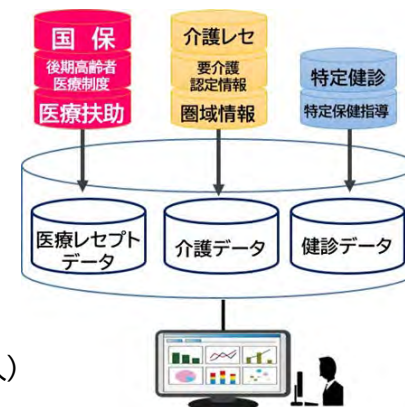 国保
後期高齢者
医療制度
医療扶助
介護レセ
要介護
認定情報
圏域情報
特定健診
特定保健指導
医療レセプト
データ
介護データ
健診データ
)